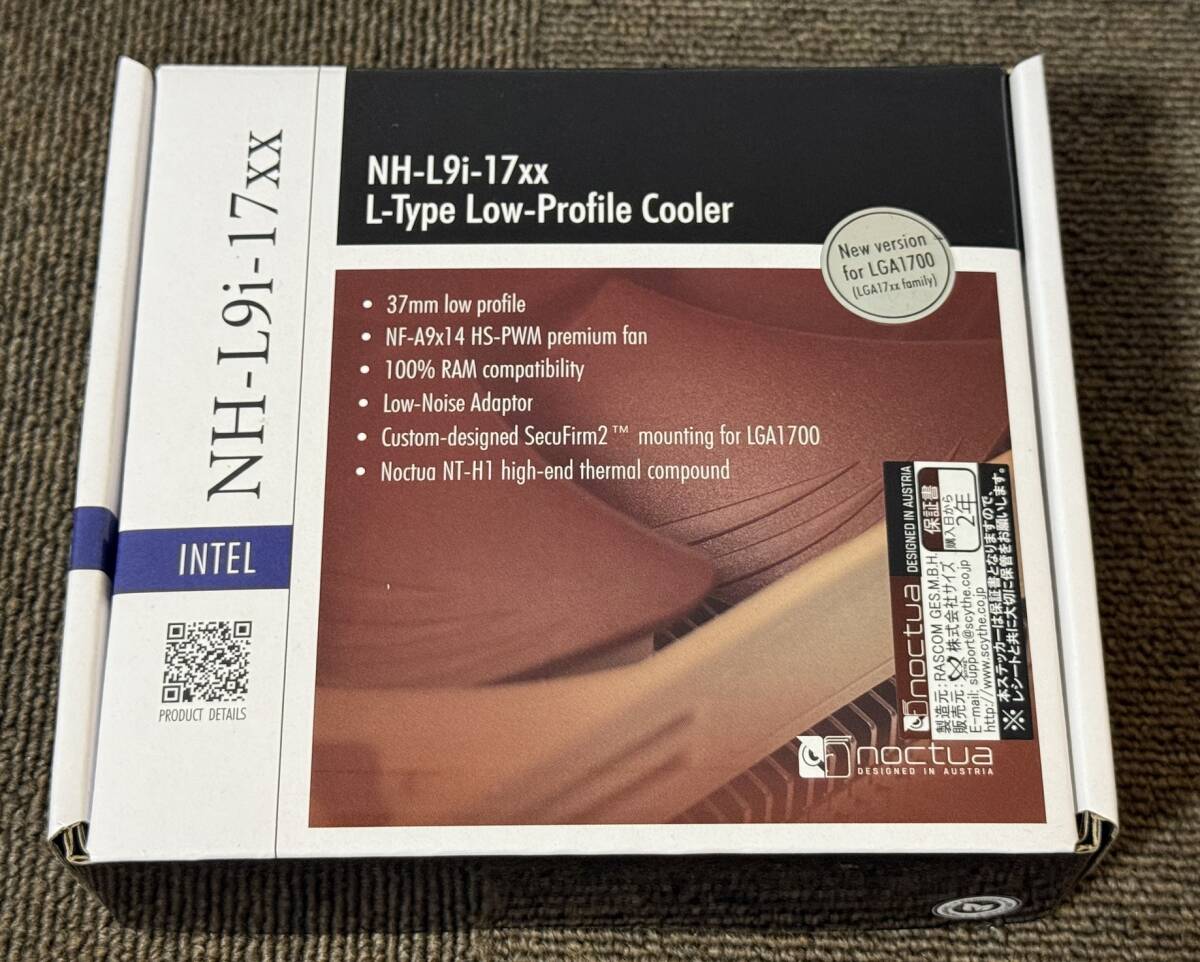 NH-L9i-17xx
INTEL
PRODUCT DETAILS
NH-L9i-17xx
L-Type Low-Profile Cooler
New version
for LGA1700
(LGA17xx family)
• 37mm low profile
• NF-A9x14 HS-PWM premium fan
• 100% RAM compatibility
• Low-Noise Adaptor
• Custom-designed SecuFirm2™ mounting for LGA1700
• Noctua NT-H1 high-end thermal compound
noctua DESIGNED IN AUSTRIA
保証書
購入日から
2年
製造元: RASCOM GES.M.B.H.
販売元: 株式会社サイズ
E-mail: support@scythe.co.jp
http://www.scythe.co.jp
※ 本ステッカーは保証書となりますので、
レシートと共に大切に保管をお願いします。
noctua
DESIGNED IN AUSTRIA